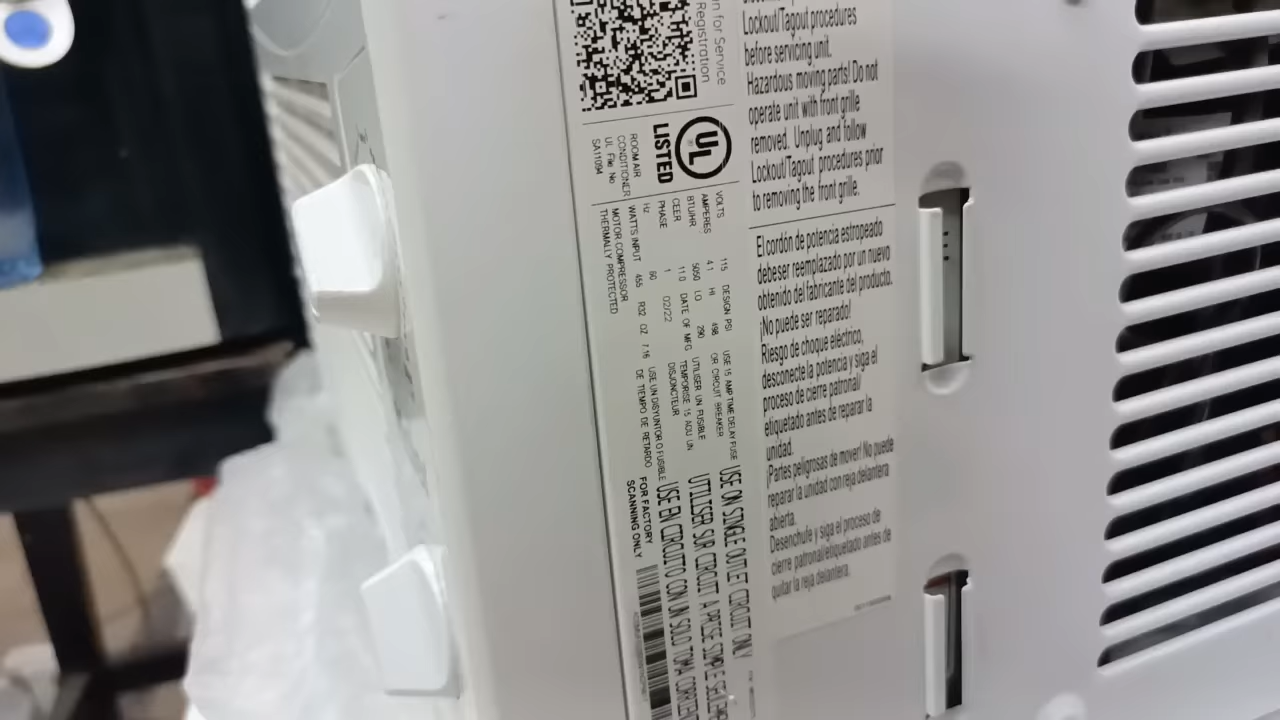 n for Service
Registration
UL
LISTED
ROOM AIR
CONDITIONER
UL File No
SA11094
VOLTS 115 DESIGN PSI
AMPERES 4.1 HI 498
BTU/HR 5050 LO 290
CEER 11.0 DATE OF MFG
PHASE 1 02/22
Hz 60
WATTS INPUT 455 R32 OZ 7.16
MOTOR-COMPRESSOR
THERMALLY PROTECTED
USE 15 AMP TIME DELAY FUSE
OR CIRCUIT BREAKER
UTILISER UN FUSIBLE
TEMPORISE 15 A OU UN
DISJONCTEUR
USE UN DISYUNTOR O FUSIBLE
DE TIEMPO DE RETARDO
USE ON SINGLE OUTLET CIRCUIT ONLY
UTILISER SUR CIRCUIT A PRISE SIMPLE
USE EN CIRCUITO CON UN SOLO TOMA
FOR FACTORY
SCANNING ONLY
Lockout/Tagout procedures
before servicing unit.
Hazardous moving parts! Do not
operate unit with front grille
removed. Unplug and follow
Lockout/Tagout procedures prior
to removing the front grille.
El cordón de potencia estropeado
debe ser remplazado por un nuevo
obtenido del fabricante del producto.
¡No puede ser reparado!
Riesgo de choque eléctrico,
desconecte la potencia y siga el
proceso de cierre patronal/
etiquetado antes de reparar la
unidad.
¡Partes peligrosas de mover! No puede
reparar la unidad con reja delantera
abierta.
Desenchufe y siga el proceso de
cierre patronal/etiquetado antes de
quitar la reja delantera.